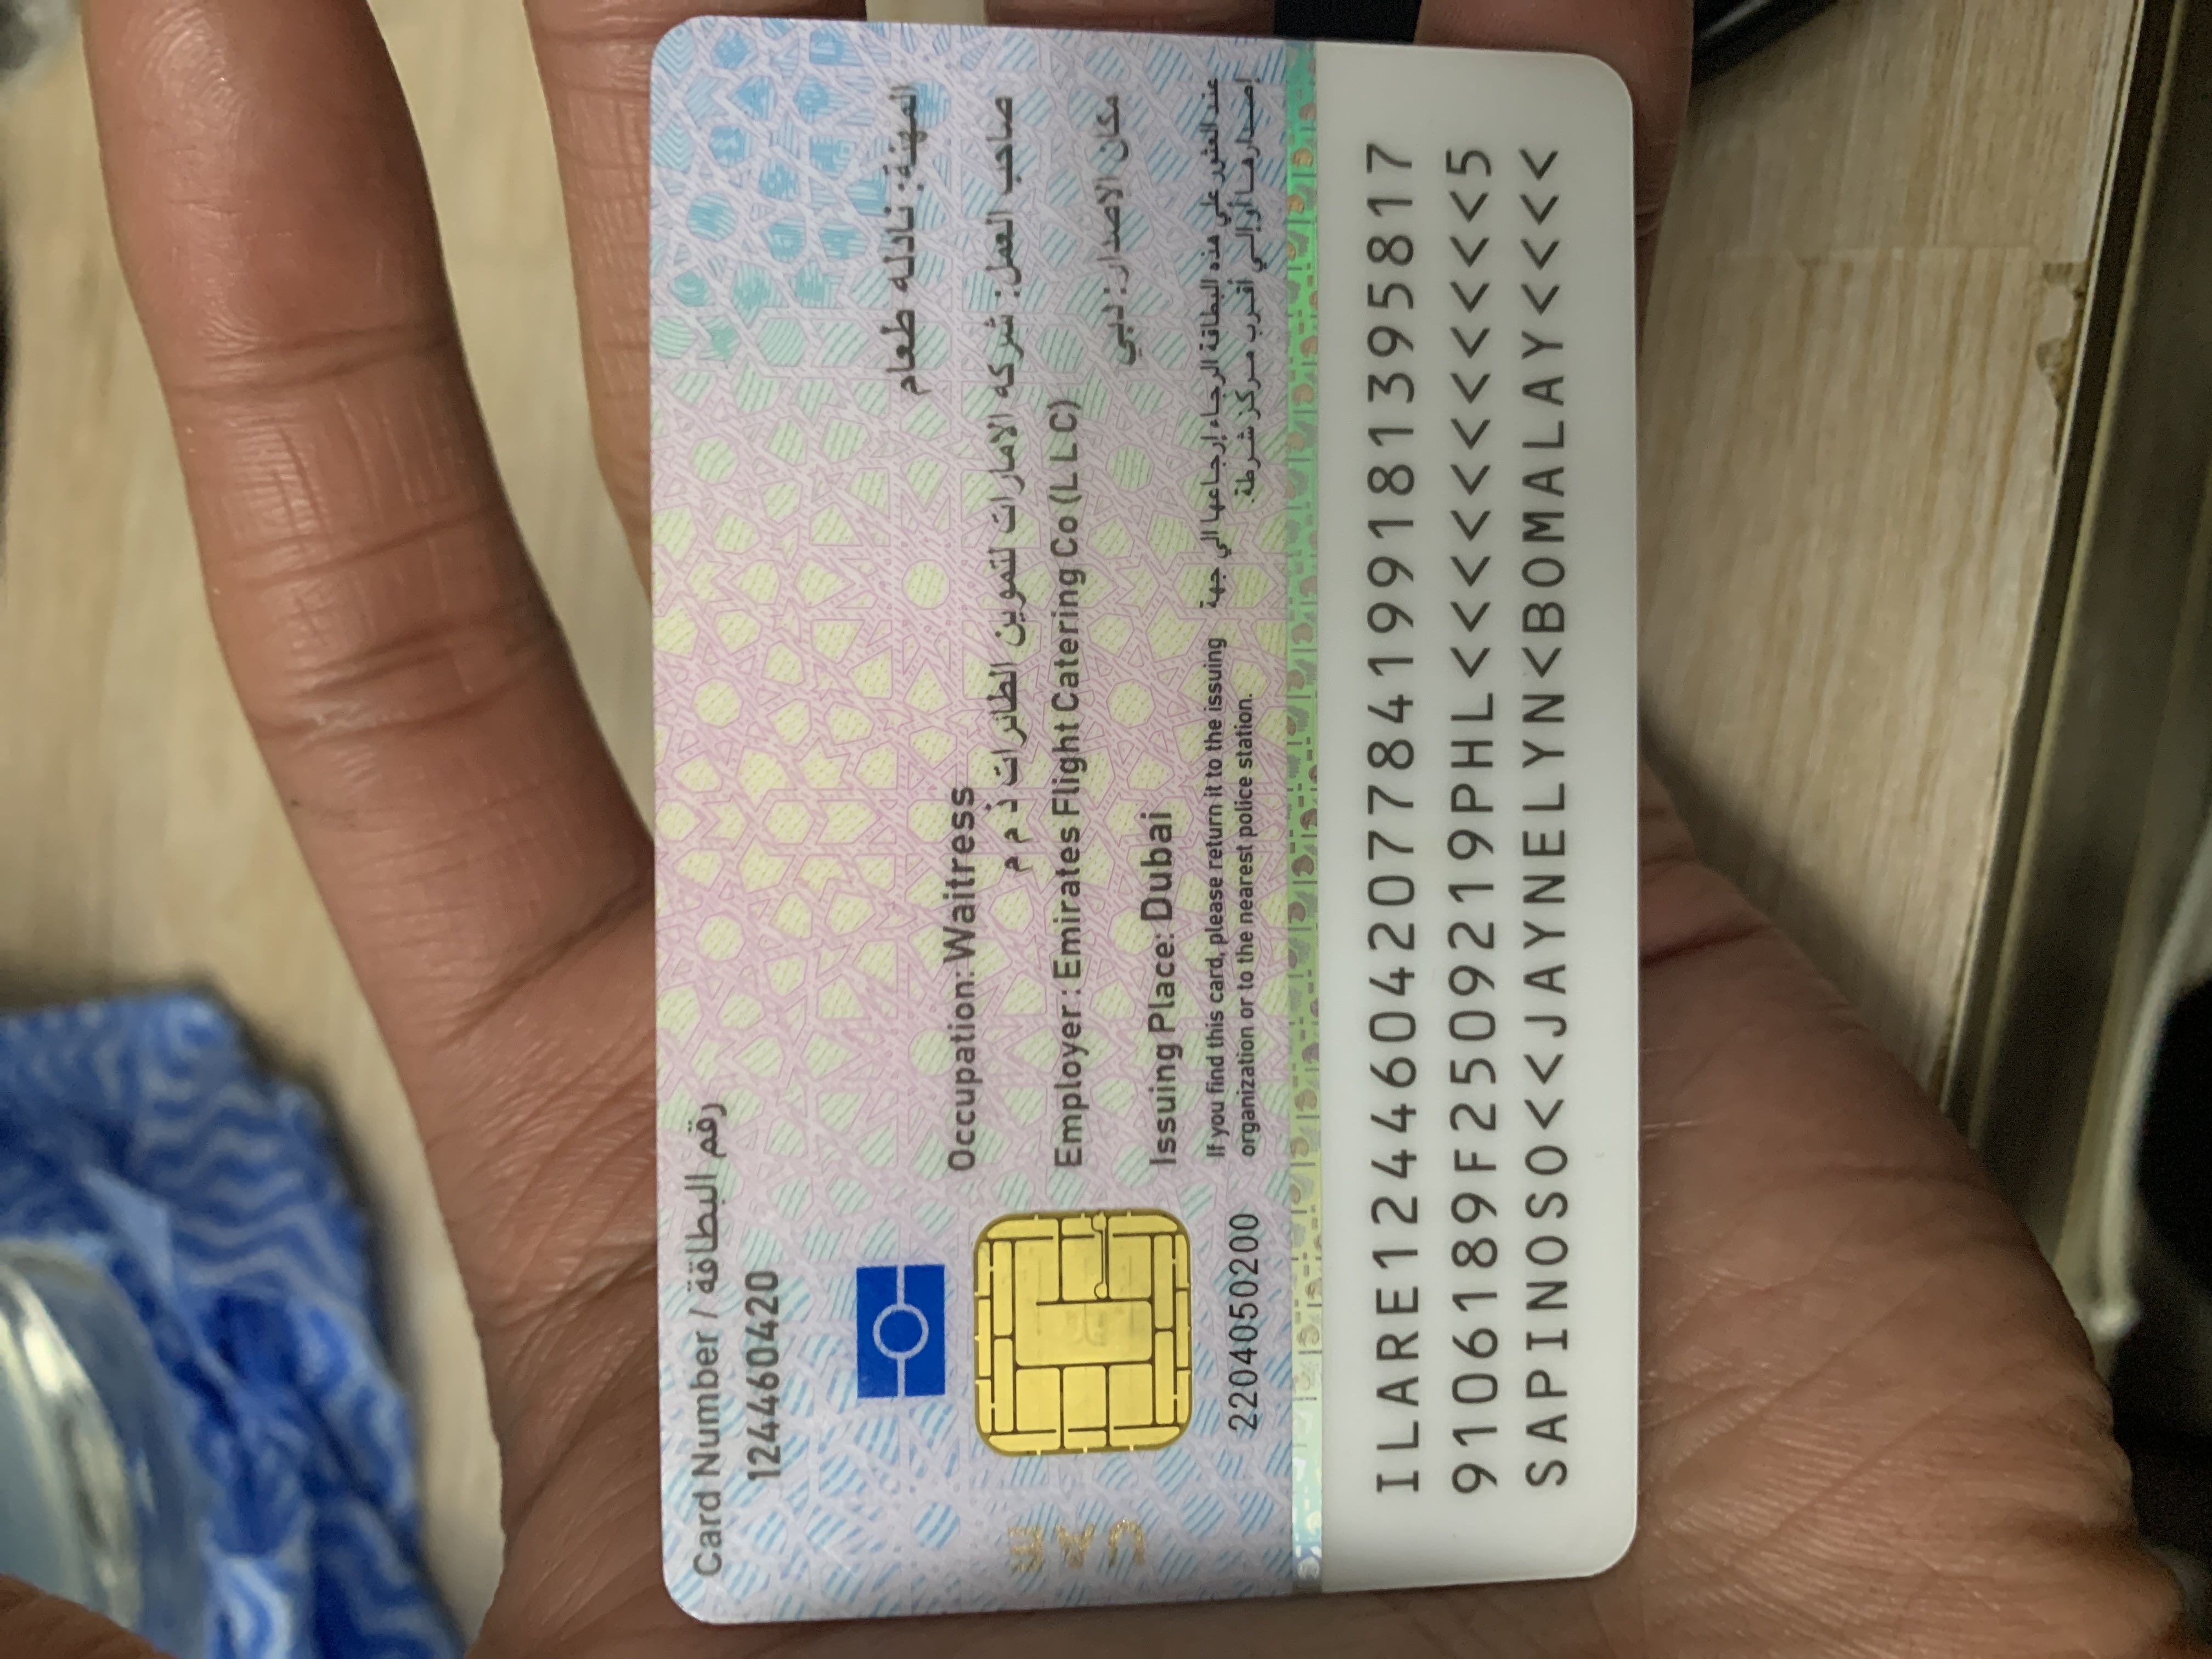 Card Number / رقم البطاقة
124460420
المهنة: نادله طعام
Occupation: Waitress
صاحب العمل: شركه الامارات لتموين الطائرات ذ م م
Employer : Emirates Flight Catering Co (L L C)
مكان الاصدار: دبي
Issuing Place: Dubai
UAE
If you find this card, please return it to the issuing
organization or to the nearest police station.
عند العثور علي هذه البطاقة الرجاء إرجاعها الي جهة
إصدارها أو إلي أقرب مركز شرطة.
2204050200
ILARE1244604207784199181395817
9106189F2509219PHL<<<<<<<<<<<5
SAPINOSO<<JAYNELYN<BOMALAY<<<<